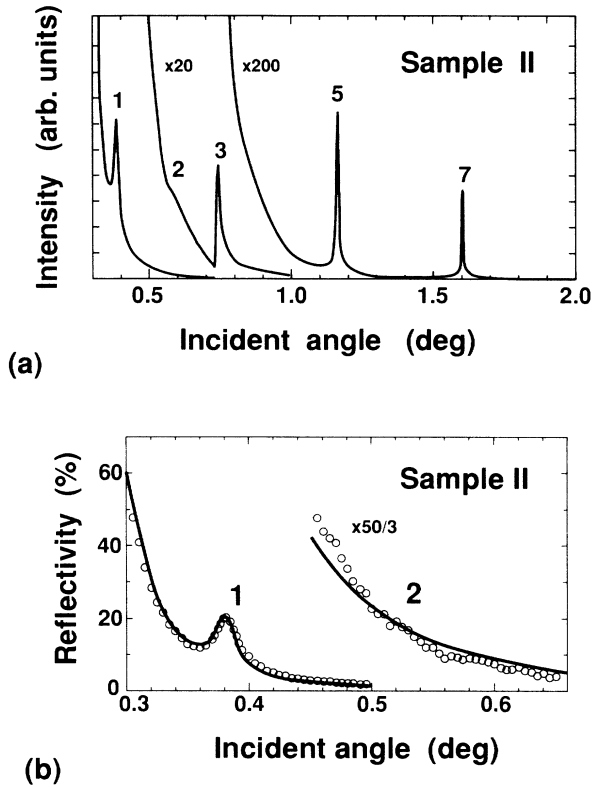 Intensity (arb. units)
x20
x200
Sample II
1
2
3
5
7
0.5
1.0
1.5
2.0
Incident angle (deg)
(a)
Reflectivity (%)
60
40
20
0
Sample II
x50/3
1
2
0.3
0.4
0.5
0.6
Incident angle (deg)
(b)